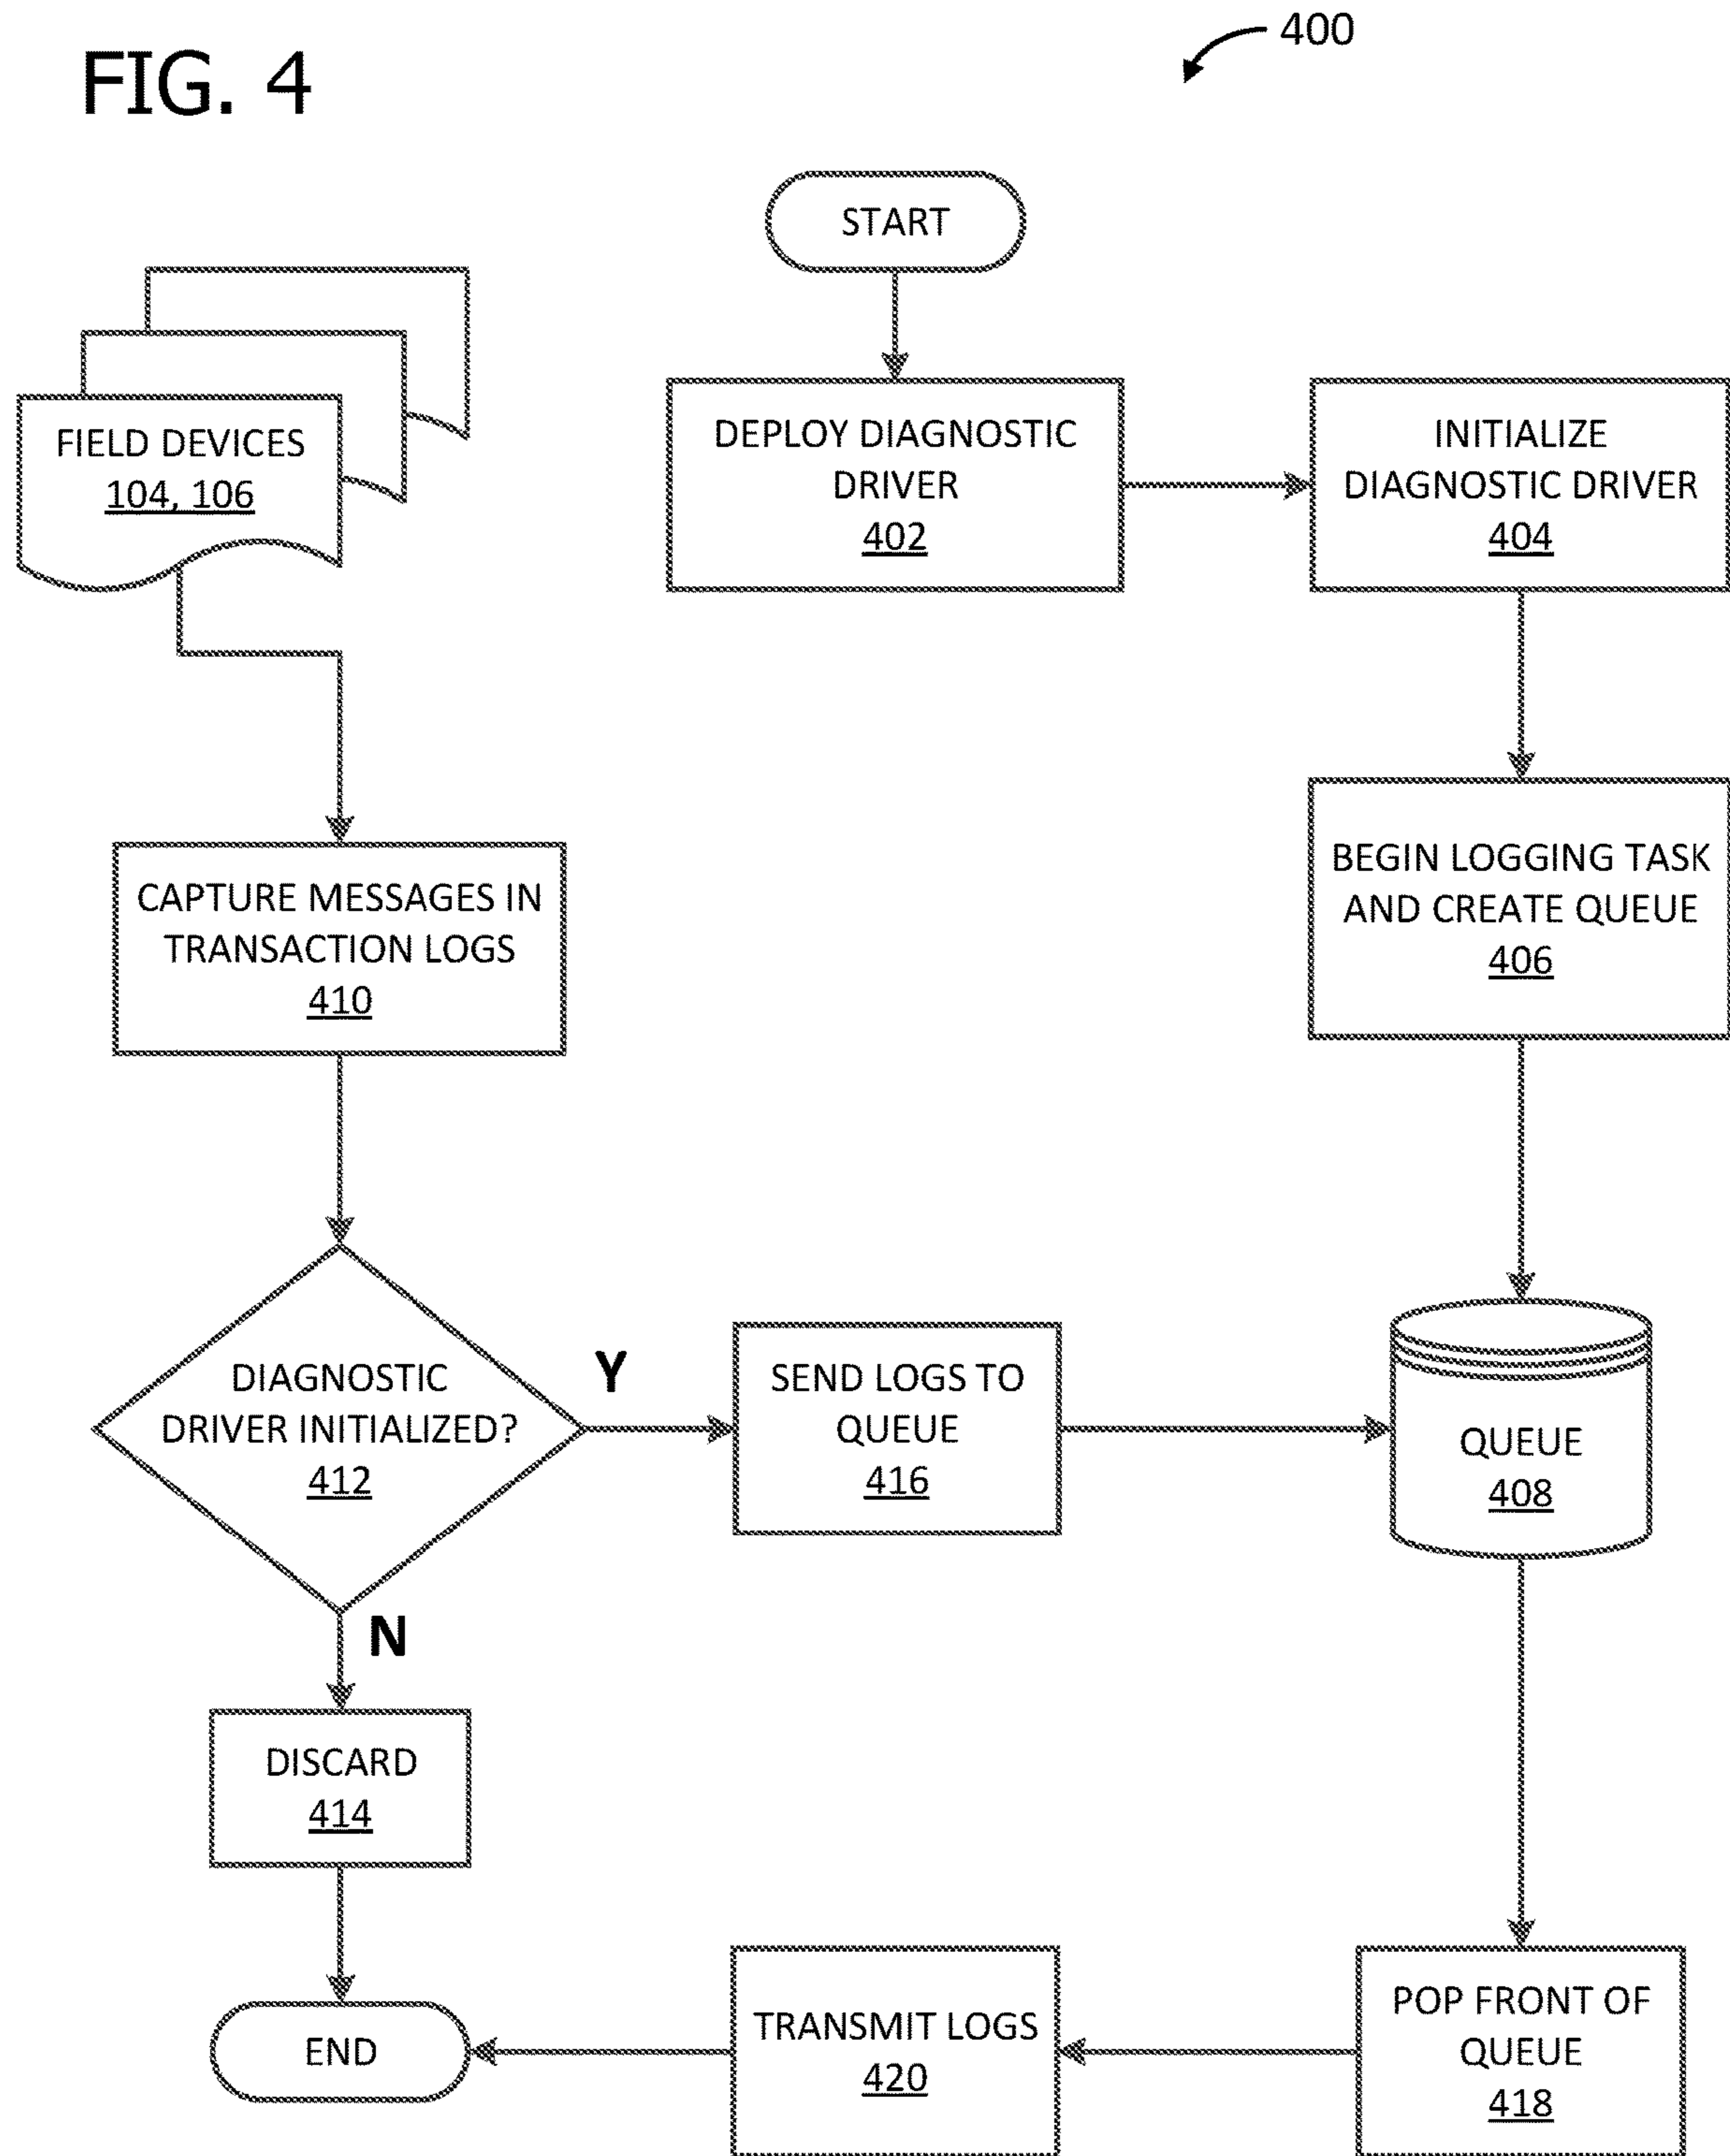 FIG. 4
400
START
FIELD DEVICES
104, 106
DEPLOY DIAGNOSTIC
DRIVER
402
INITIALIZE
DIAGNOSTIC DRIVER
404
BEGIN LOGGING TASK
AND CREATE QUEUE
406
CAPTURE MESSAGES IN
TRANSACTION LOGS
410
DIAGNOSTIC
DRIVER INITIALIZED?
412
Y
N
SEND LOGS TO
QUEUE
416
QUEUE
408
DISCARD
414
END
TRANSMIT LOGS
420
POP FRONT OF
QUEUE
418